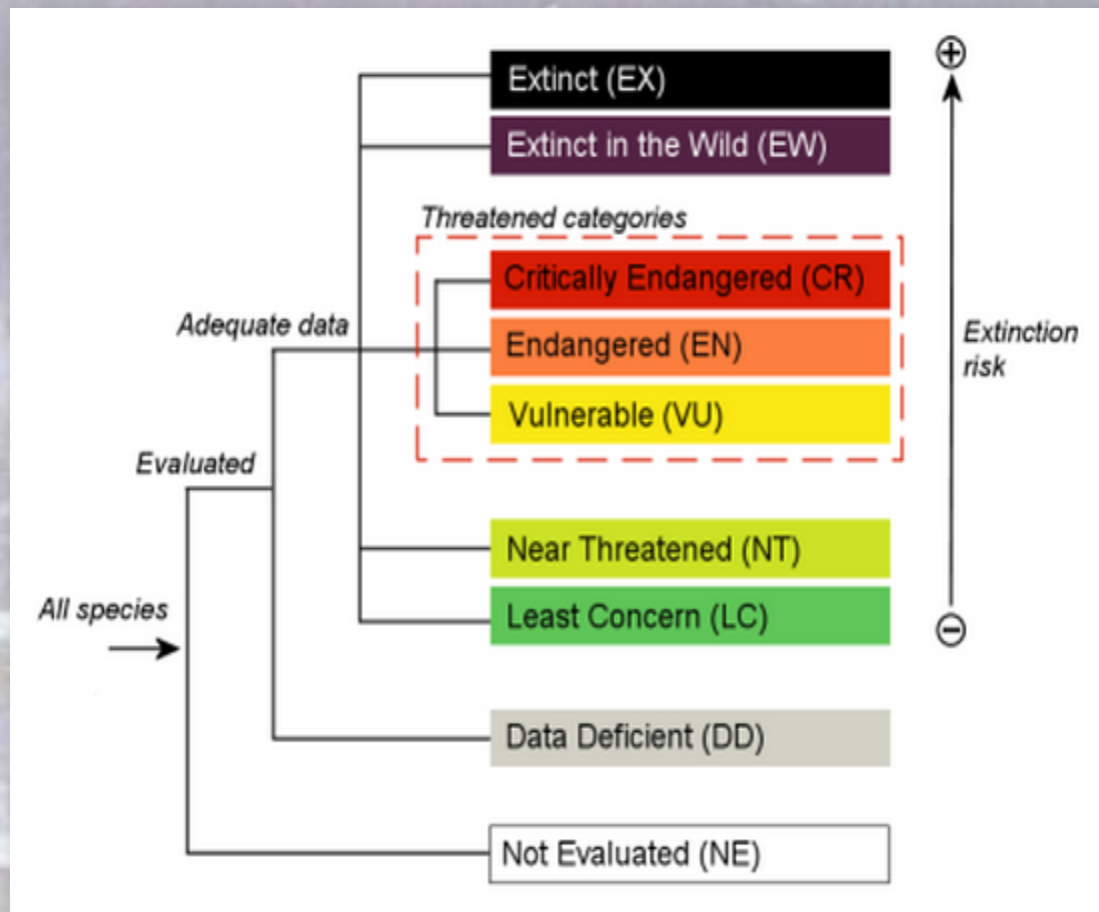 Extinct (EX)
Extinct in the Wild (EW)
Threatened categories
Critically Endangered (CR)
Adequate data
Endangered (EN)
Extinction
risk
Vulnerable (VU)
Evaluated
Near Threatened (NT)
All species
Least Concern (LC)
Data Deficient (DD)
Not Evaluated (NE)